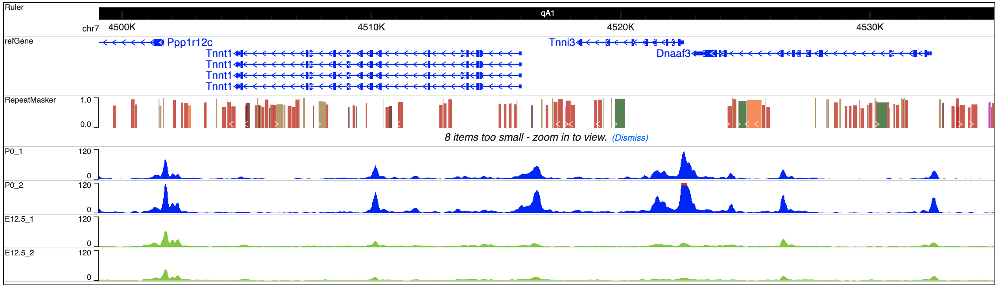 Ruler
qA1
chr7 4500K 4510K 4520K 4530K
refGene
Ppp1r12c Tnni3
Tnnt1 Dnaaf3
Tnnt1
Tnnt1
Tnnt1
RepeatMasker 1.0
0.0
8 items too small - zoom in to view. (Dismiss)
P0_1 120
0
P0_2 120
0
E12.5_1 120
0
E12.5_2 120
0